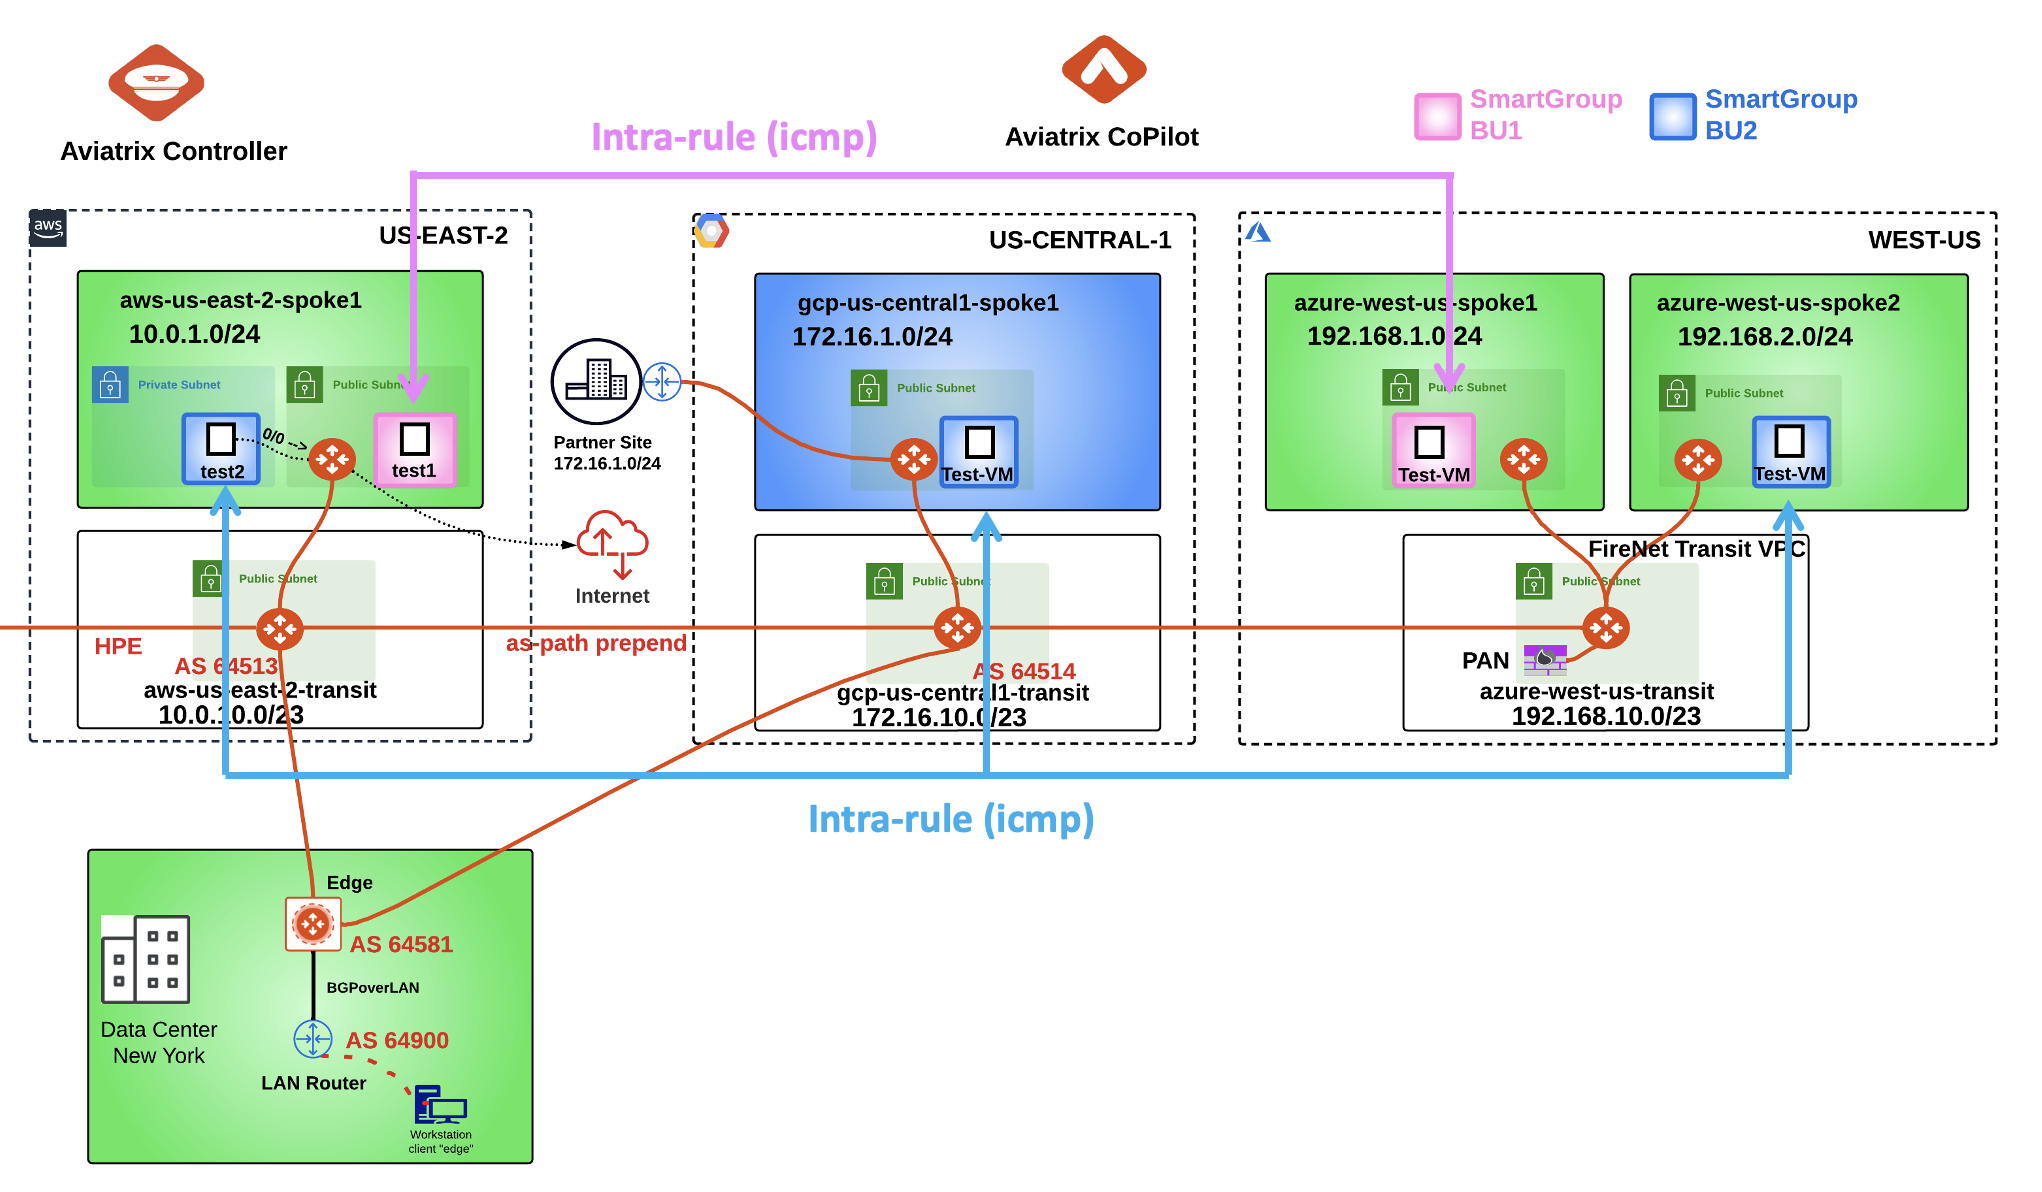 Aviatrix Controller
Intra-rule (icmp)
Aviatrix CoPilot
SmartGroup
BU1
SmartGroup
BU2
aws
US-EAST-2
aws-us-east-2-spoke1
10.0.1.0/24
Private Subnet
Public Subnet
0/0 -->
test2
test1
Partner Site
172.16.1.0/24
Internet
US-CENTRAL-1
gcp-us-central1-spoke1
172.16.1.0/24
Public Subnet
Test-VM
WEST-US
azure-west-us-spoke1
192.168.1.0/24
Public Subnet
Test-VM
azure-west-us-spoke2
192.168.2.0/24
Public Subnet
Test-VM
Public Subnet
HPE
AS 64513
aws-us-east-2-transit
10.0.10.0/23
as-path prepend
Public Subnet
AS 64514
gcp-us-central1-transit
172.16.10.0/23
FireNet Transit VPC
Public Subnet
PAN
azure-west-us-transit
192.168.10.0/23
Intra-rule (icmp)
Edge
AS 64581
BGPoverLAN
Data Center
New York
AS 64900
LAN Router
Workstation
client "edge"